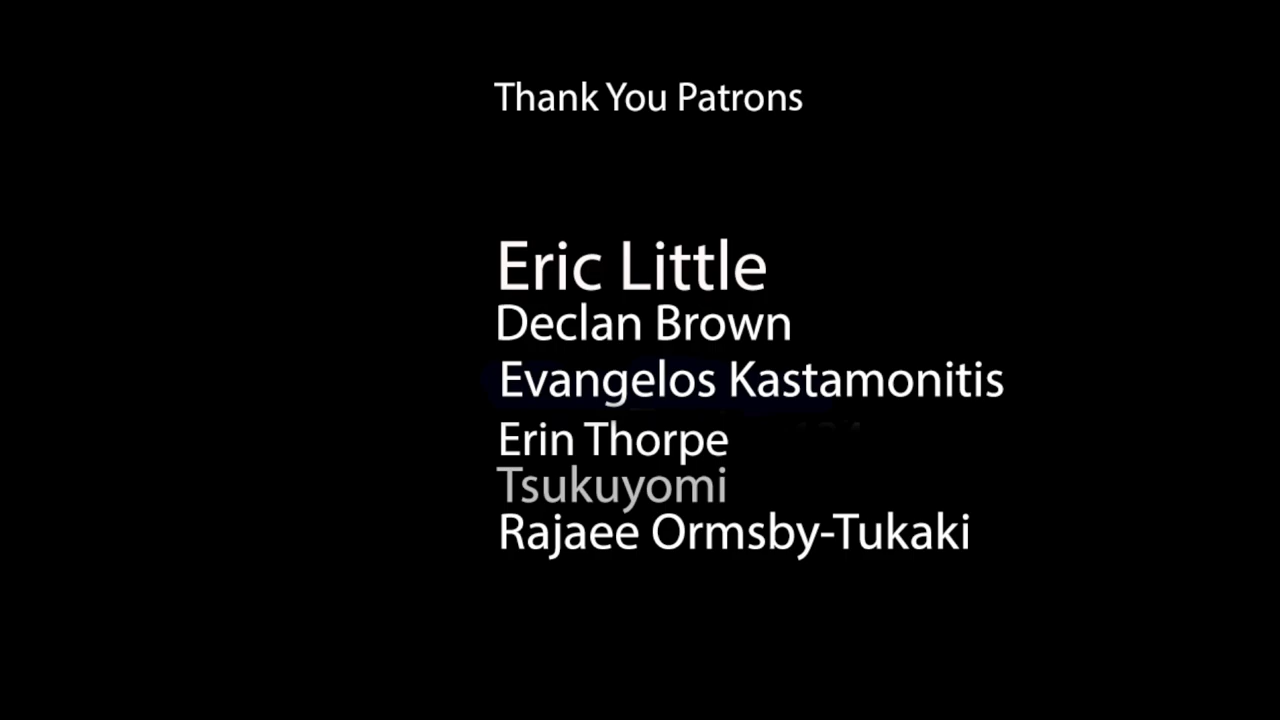 Thank You Patrons
Eric Little
Declan Brown
Evangelos Kastamonitis
Erin Thorpe
Tsukuyomi
Rajaee Ormsby-Tukaki